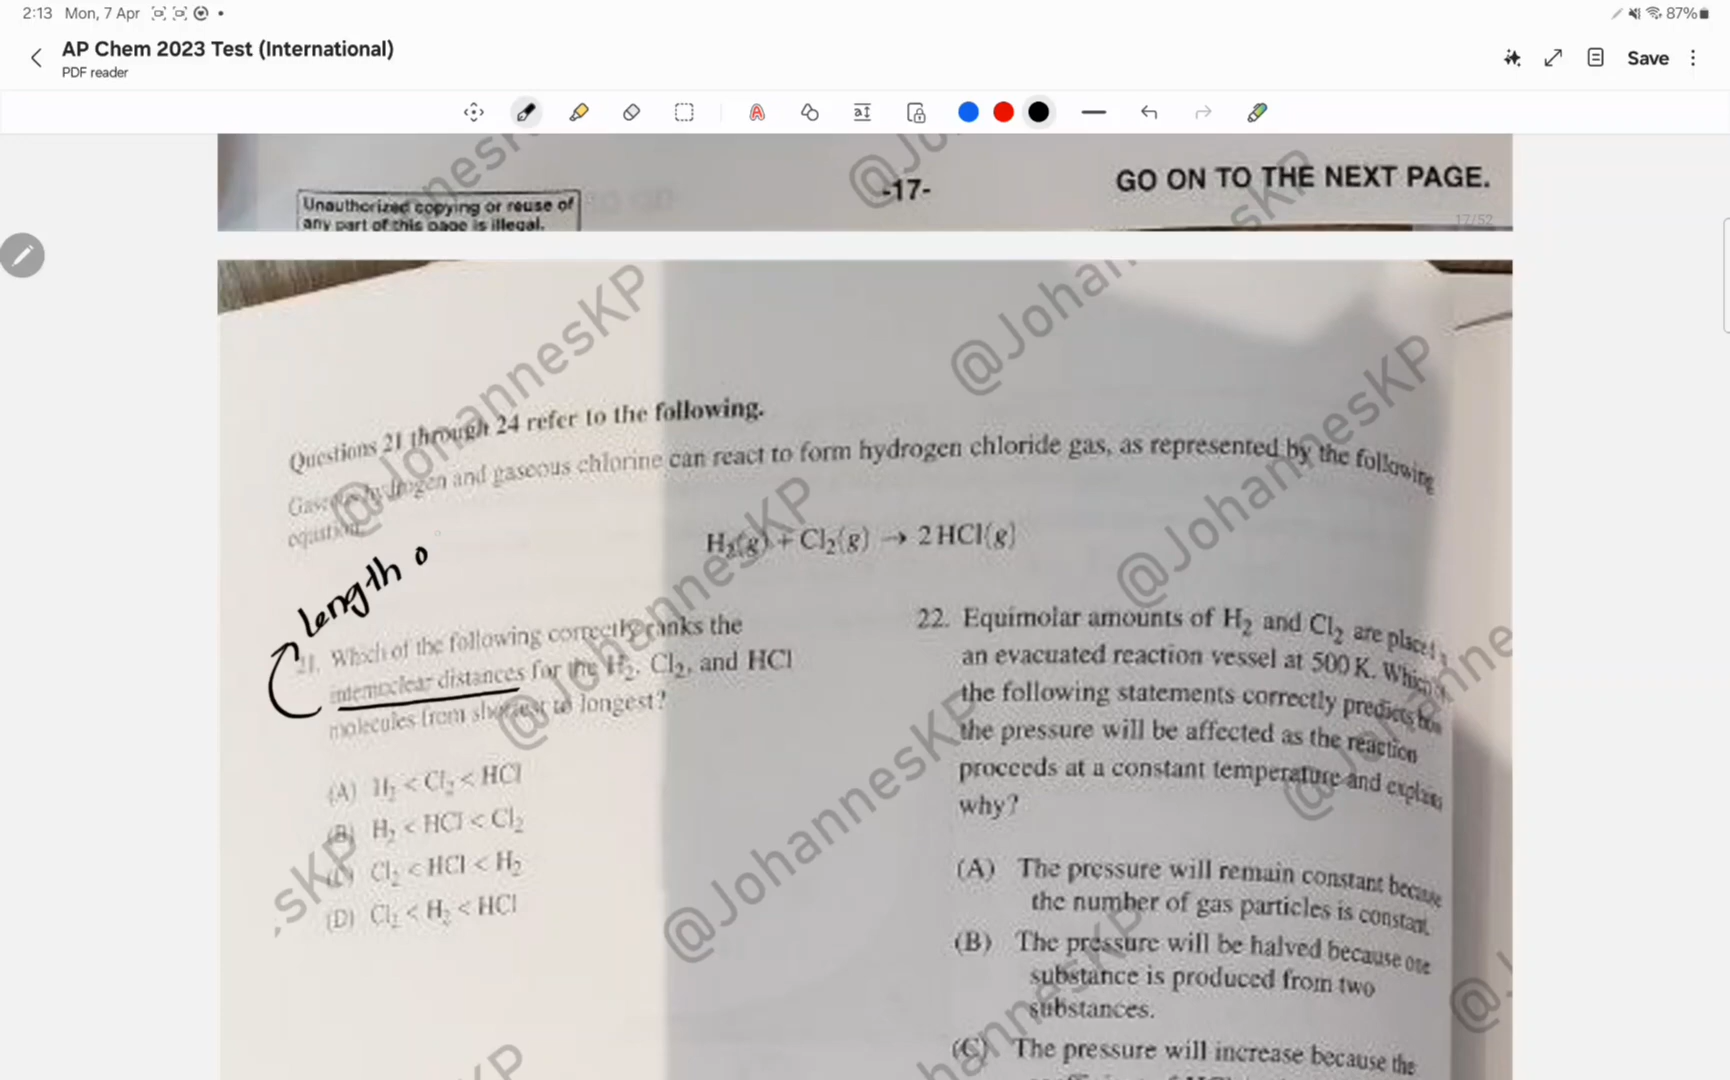 2:13 Mon, 7 Apr
87%
AP Chem 2023 Test (International)
PDF reader
Save
Unauthorized copying or reuse of
any part of this page is illegal.
-17-
GO ON TO THE NEXT PAGE.
17/52
Questions 21 through 24 refer to the following.
Gaseous hydrogen and gaseous chlorine can react to form hydrogen chloride gas, as represented by the following
equation.
H₂(g) + Cl₂(g) → 2 HCl(g)
length o
21. Which of the following correctly ranks the
internuclear distances for the H₂, Cl₂, and HCl
molecules from shortest to longest?
(A) H₂ < Cl₂ < HCl
(B) H₂ < HCl < Cl₂
(C) Cl₂ < HCl < H₂
(D) Cl₂ < H₂ < HCl
22. Equimolar amounts of H₂ and Cl₂ are placed
an evacuated reaction vessel at 500 K. Which of
the following statements correctly predicts how
the pressure will be affected as the reaction
proceeds at a constant temperature and explains
why?
(A) The pressure will remain constant because
the number of gas particles is constant.
(B) The pressure will be halved because one
substance is produced from two
substances.
(C) The pressure will increase because the
@JohannesKP
@JohannesKP
@JohannesKP
@JohannesKP
@JohannesKP